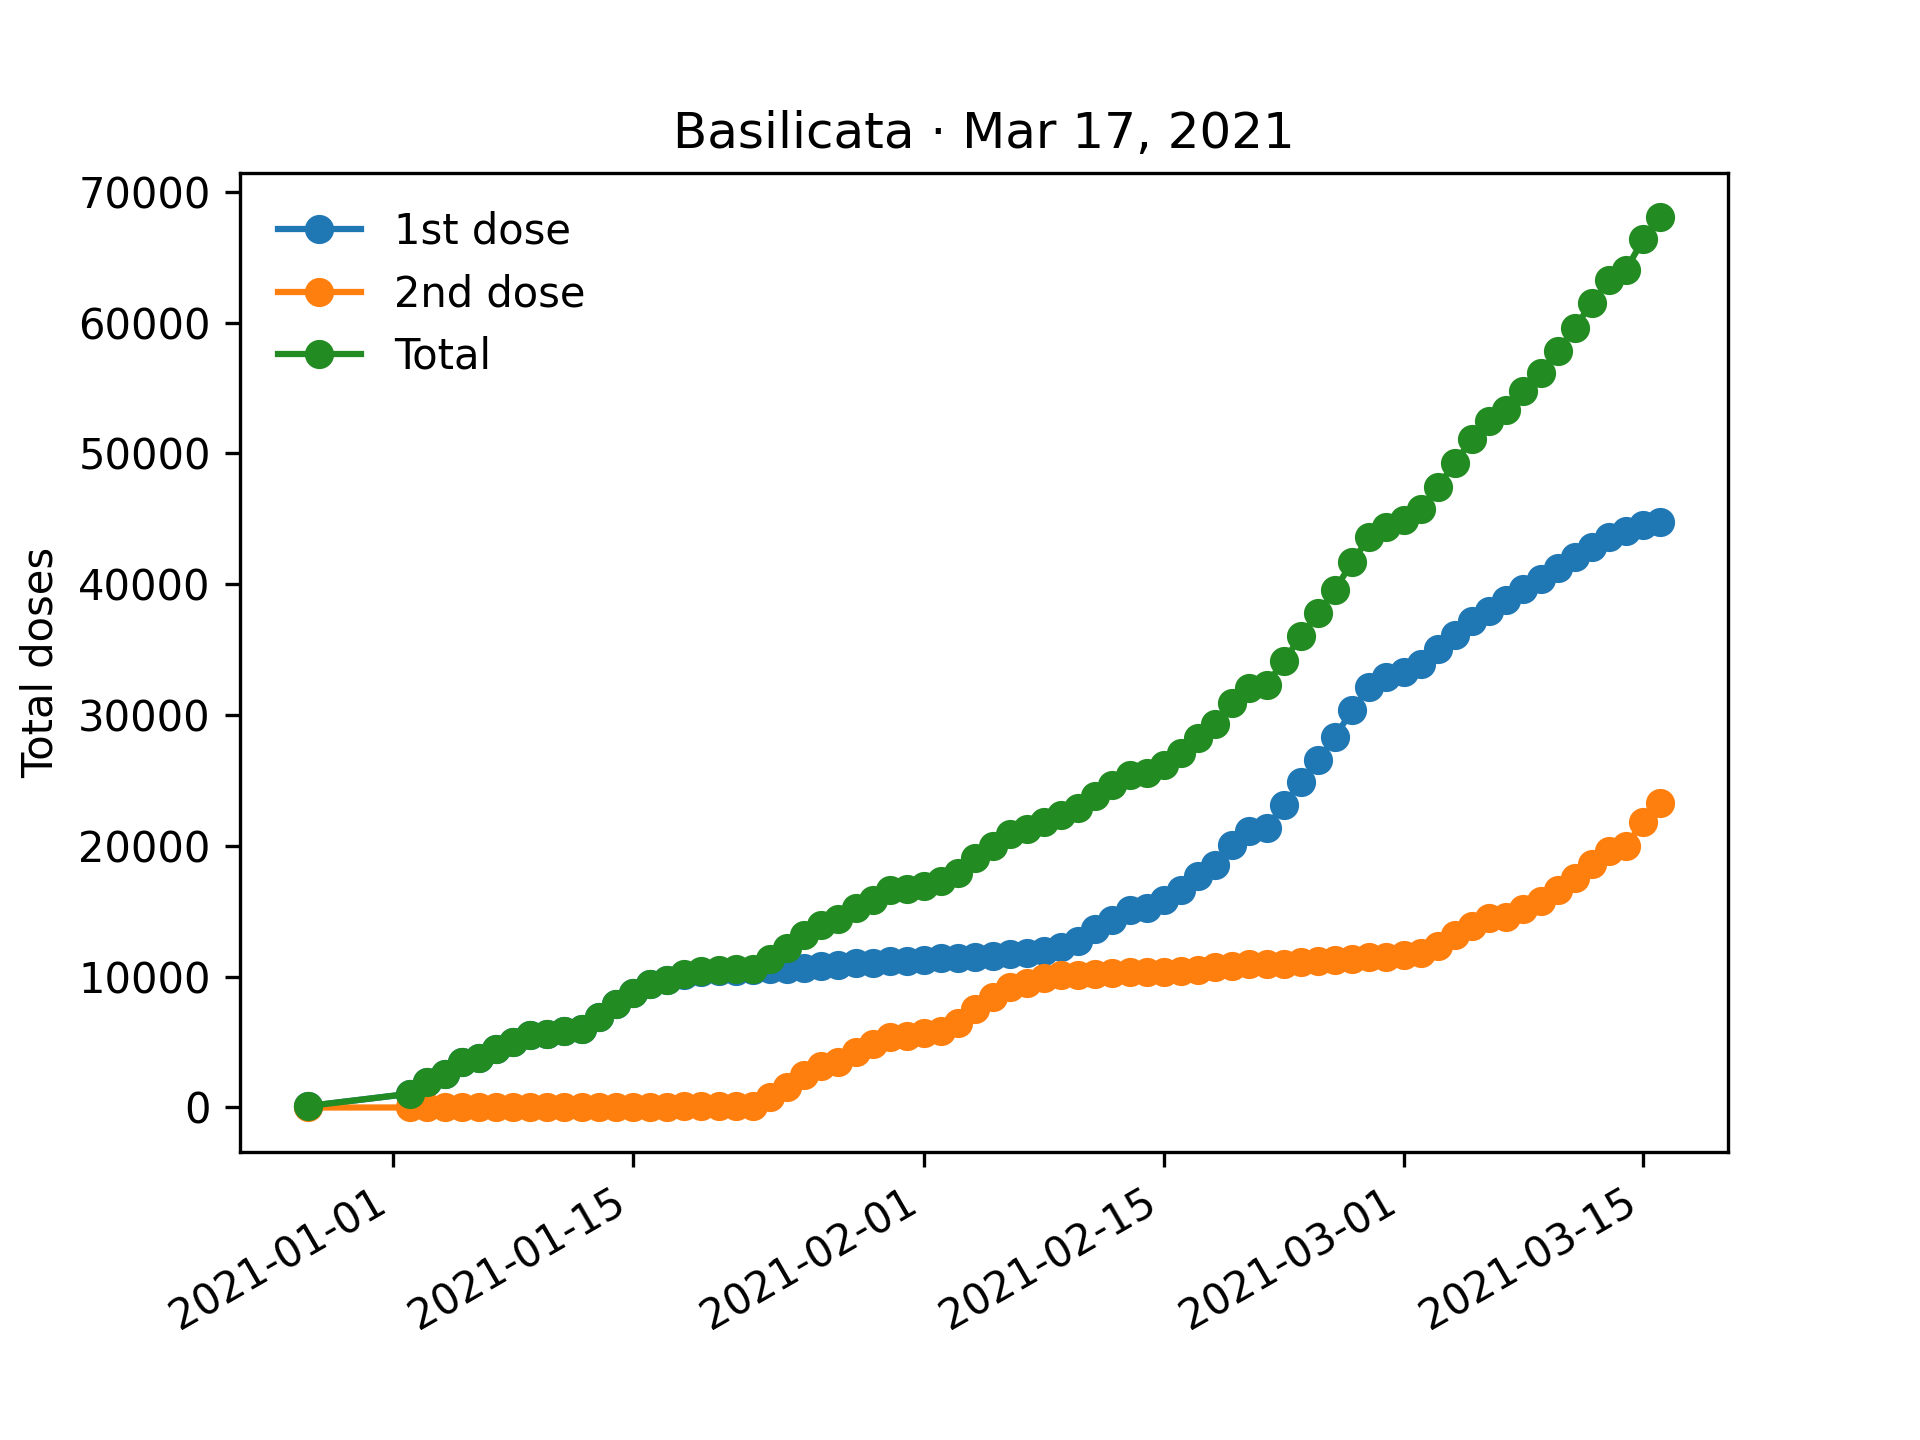 Basilicata · Mar 17, 2021
70000
60000
50000
40000
30000
20000
10000
0
Total doses
1st dose
2nd dose
Total
2021-01-01
2021-01-15
2021-02-01
2021-02-15
2021-03-01
2021-03-15